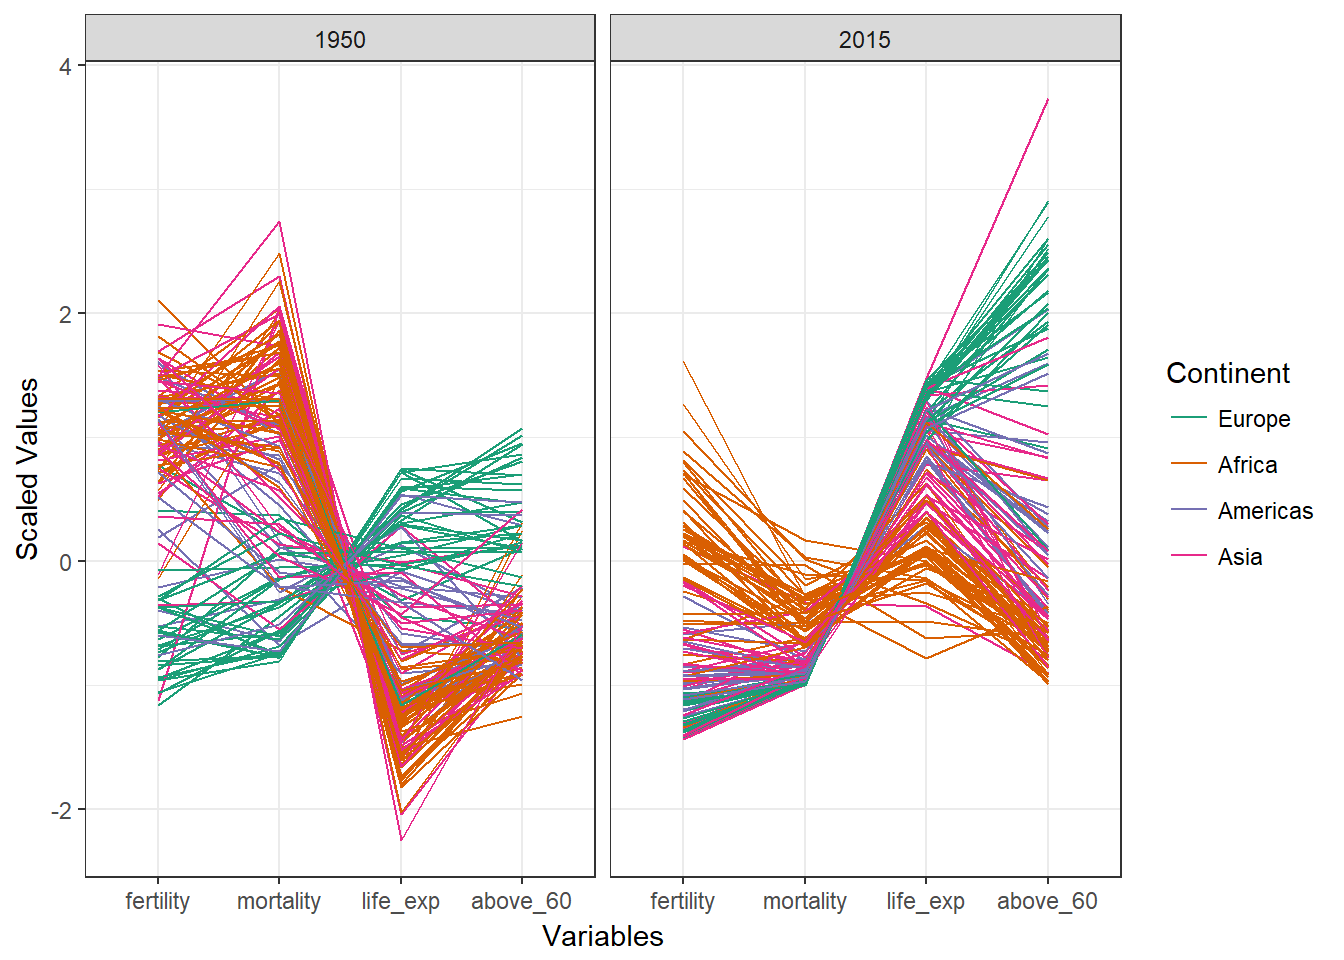 1950
2015
4
2
0
-2
Scaled Values
fertility
mortality
life_exp
above_60
fertility
mortality
life_exp
above_60
Variables
Continent
Europe
Africa
Americas
Asia